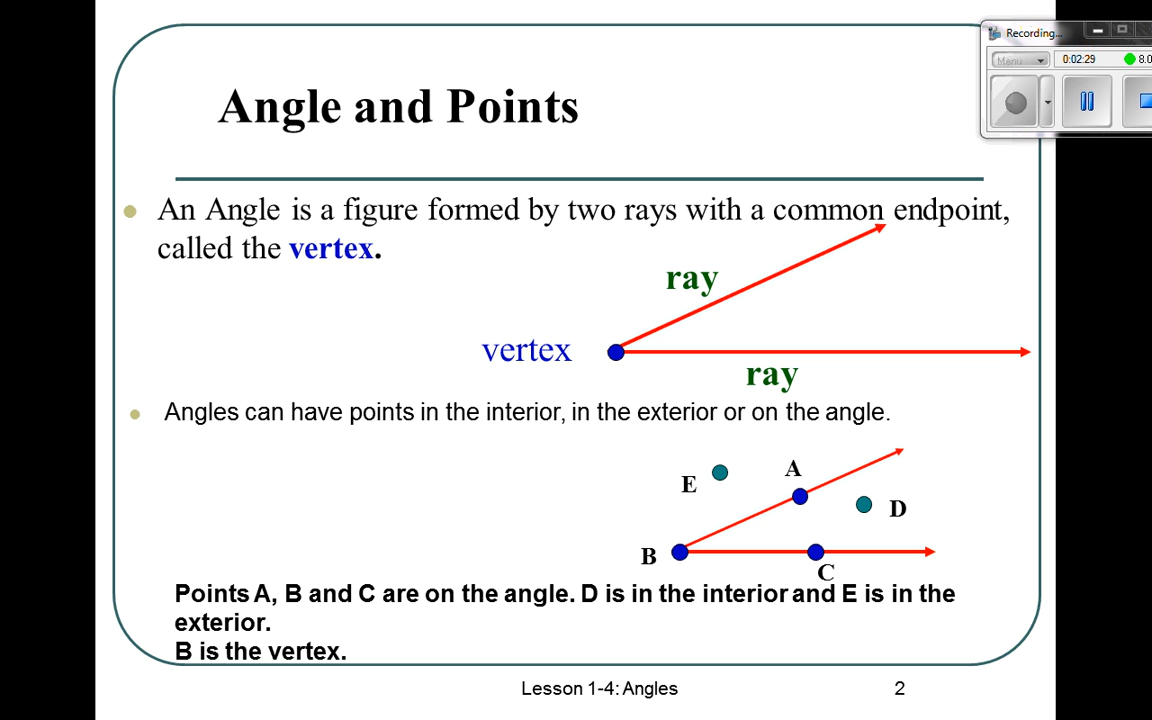 Recording...
Menu
0:02:29
8.0
Angle and Points
An Angle is a figure formed by two rays with a common endpoint,
called the vertex.
ray
vertex
ray
Angles can have points in the interior, in the exterior or on the angle.
A
E
D
B
C
Points A, B and C are on the angle. D is in the interior and E is in the
exterior.
B is the vertex.
Lesson 1-4: Angles
2